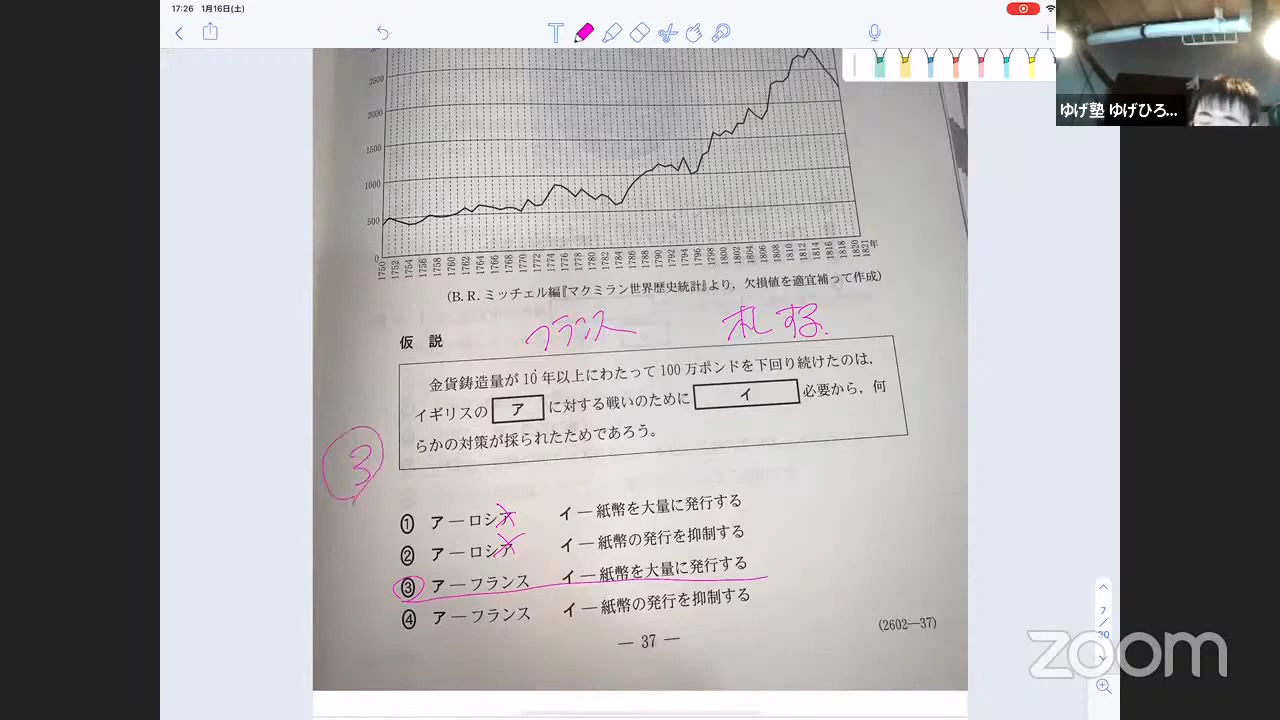 17:26 1月16日(土)
ゆげ塾 ゆげひろ...
2500
2000
1500
1000
500
0
1750 1752 1754 1756 1758 1760 1762 1764 1766 1768 1770 1772 1774 1776 1778 1780 1782 1784 1786 1788 1790 1792 1794 1796 1798 1800 1802 1804 1806 1808 1810 1812 1814 1816 1818 1820 1821年
(B. R. ミッチェル編『マクミラン世界歴史統計』より，欠損値を適宜補って作成)
フランス 札
仮 説
金貨鋳造量が10年以上にわたって100万ポンドを下回り続けたのは，
イギリスの ア に対する戦いのために イ 必要から，何
らかの対策が採られたためであろう。
3
① ア―ロシア イ―紙幣を大量に発行する
② ア―ロシア イ―紙幣の発行を抑制する
③ ア―フランス イ―紙幣を大量に発行する
④ ア―フランス イ―紙幣の発行を抑制する
― 37 ―
(2602―37)
7
/
30
zoom